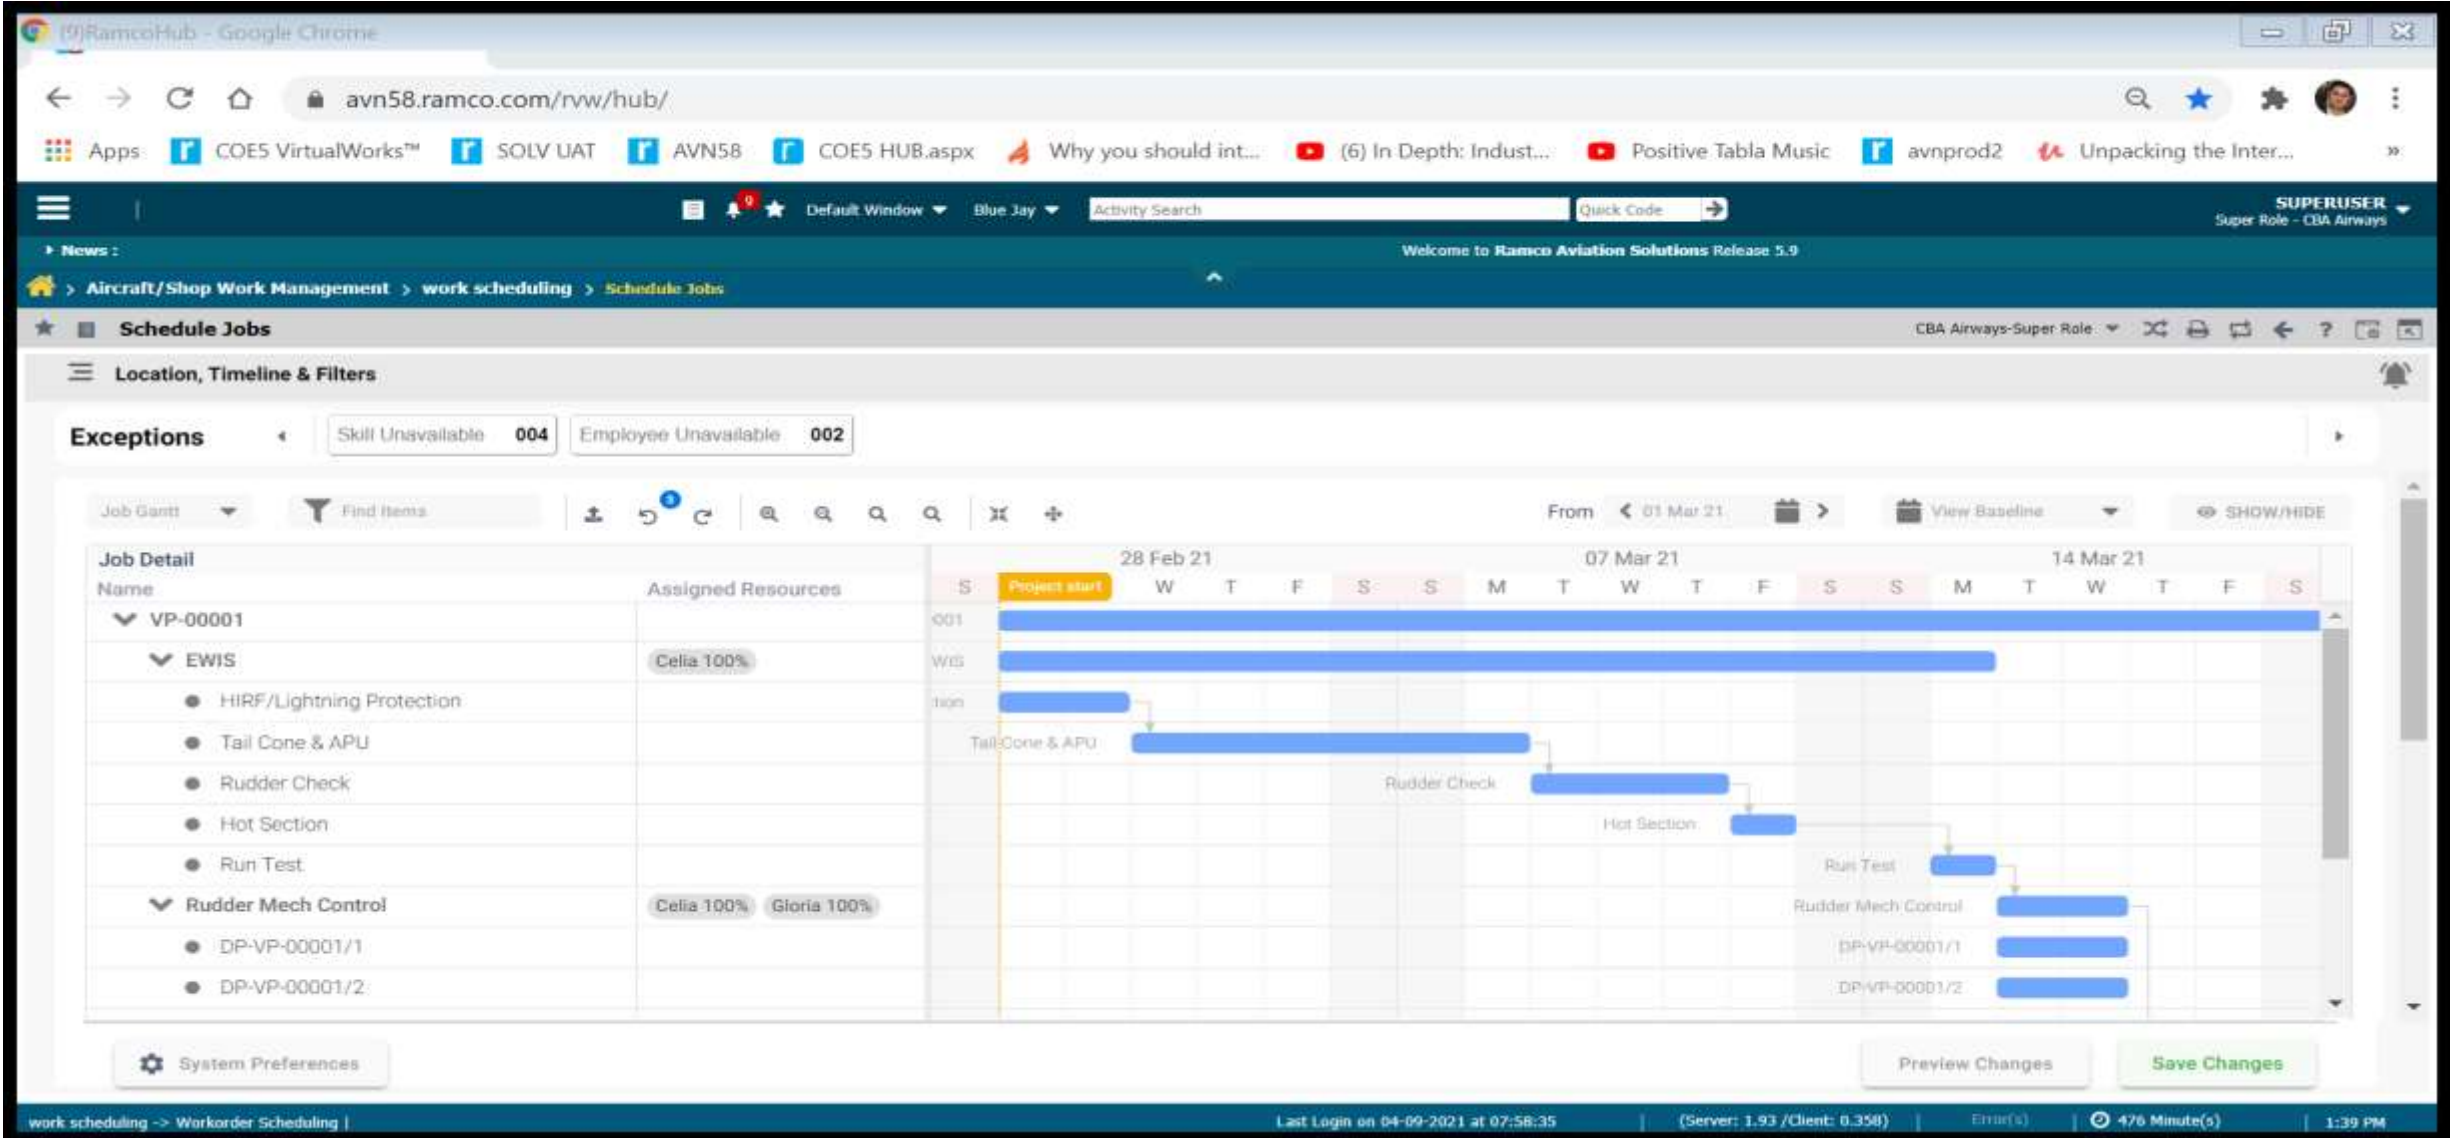 (9)RamcoHub - Google Chrome
avn58.ramco.com/rvw/hub/
Apps COE5 VirtualWorks™ SOLV UAT AVN58 COE5 HUB.aspx Why you should int... (6) In Depth: Indust... Positive Tabla Music avnprod2 Unpacking the Inter... »
9 Default Window Blue Jay Activity Search Quick Code SUPERUSER
Super Role - CBA Airways
News : Welcome to Ramco Aviation Solutions Release 5.9
> Aircraft/Shop Work Management > work scheduling > Schedule Jobs
Schedule Jobs CBA Airways-Super Role ?
Location, Timeline & Filters
Exceptions Skill Unavailable 004 Employee Unavailable 002
Job Gantt Find Items 3 From 01 Mar 21 View Baseline SHOW/HIDE
Job Detail 28 Feb 21 07 Mar 21 14 Mar 21
Name Assigned Resources S Project start W T F S S M T W T F S S M T W T F S
VP-00001 001
EWIS Celia 100% WIS
HIRF/Lightning Protection tion
Tail Cone & APU Tail Cone & APU
Rudder Check Rudder Check
Hot Section Hot Section
Run Test Run Test
Rudder Mech Control Celia 100% Gloria 100% Rudder Mech Control
DP-VP-00001/1 DP-VP-00001/1
DP-VP-00001/2 DP-VP-00001/2
System Preferences Preview Changes Save Changes
work scheduling -> Workorder Scheduling | Last Login on 04-09-2021 at 07:58:35 | (Server: 1.93 /Client: 0.358) | Error(s) | 476 Minute(s) | 1:39 PM